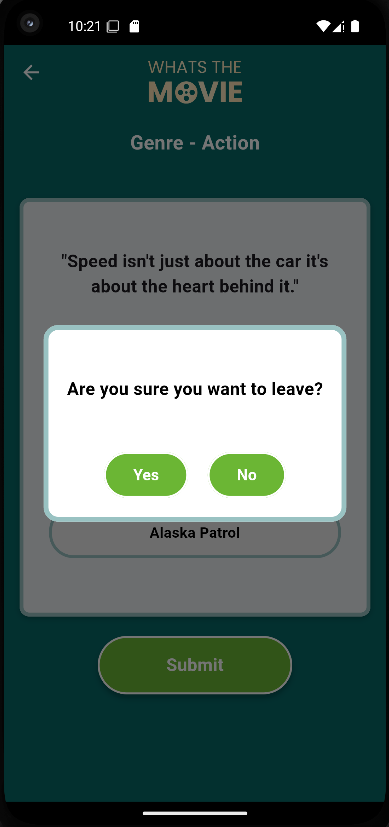 10:21
WHATS THE
MOVIE
Genre - Action
"Speed isn't just about the car it's
about the heart behind it."
Are you sure you want to leave?
Yes No
Alaska Patrol
Submit